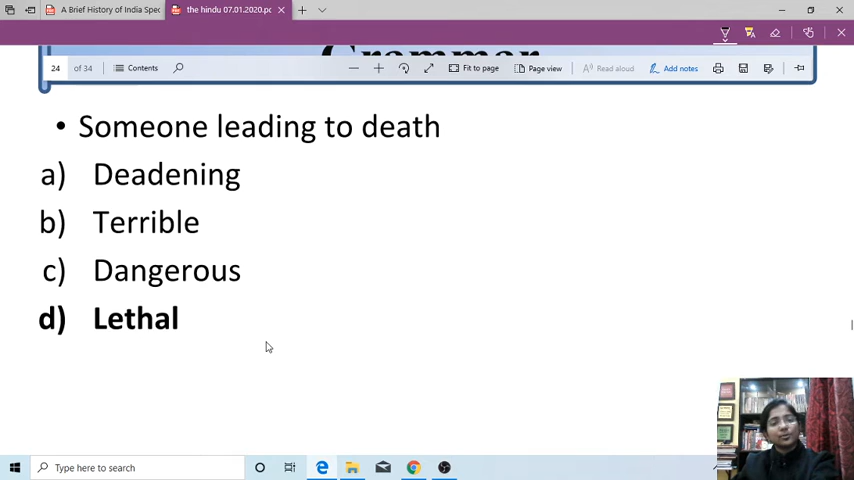 A Brief History of India Spec
the hindu 07.01.2020.pc
24 of 34 Contents Fit to page Page view Read aloud Add notes
• Someone leading to death
a) Deadening
b) Terrible
c) Dangerous
d) Lethal
Type here to search